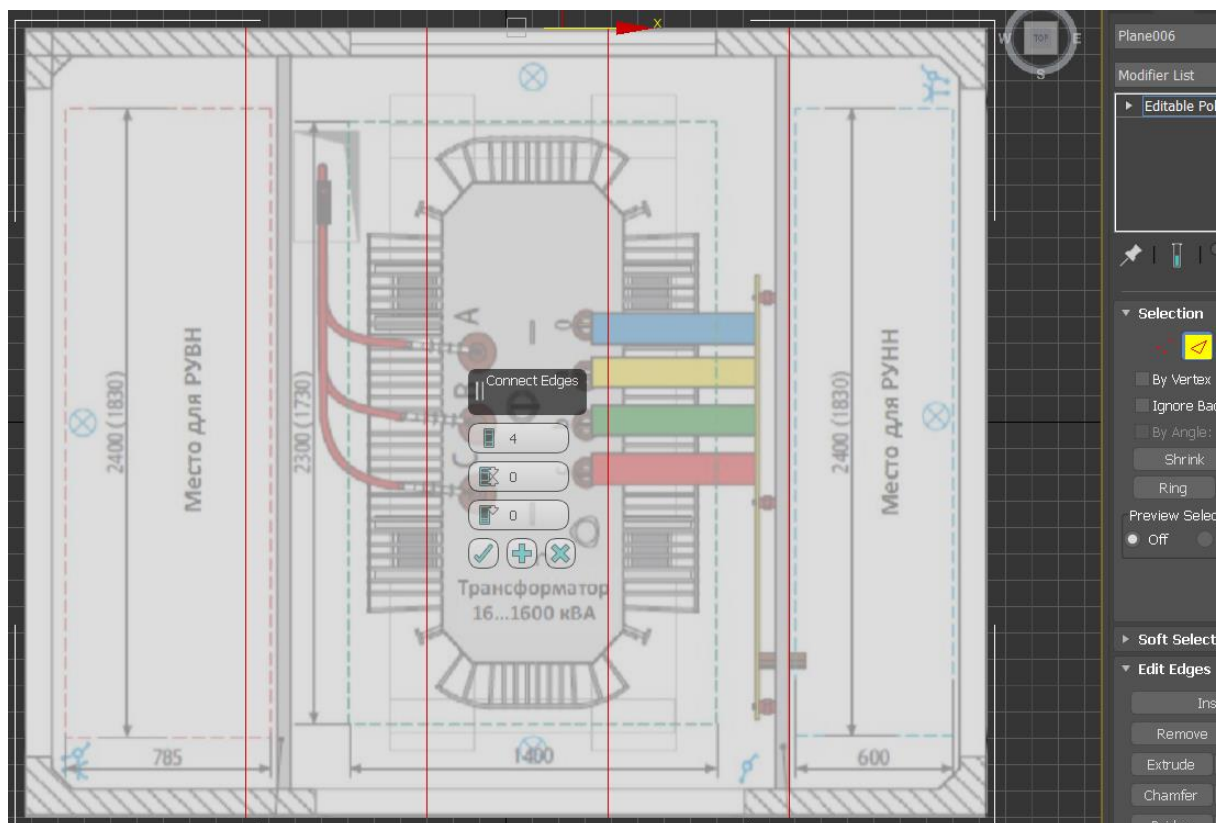 x
W
TOP
E
S
Plane006
Modifier List
Editable Pol
Место для РУВН
2400 (1830)
2300 (1730)
A
B
C
0
Connect Edges
4
0
0
Трансформатор
16...1600 кВА
2400 (1830)
Место для РУНН
785
1400
600
Selection
By Vertex
Ignore Bac
By Angle:
Shrink
Ring
Preview Selec
Off
Soft Select
Edit Edges
Ins
Remove
Extrude
Chamfer